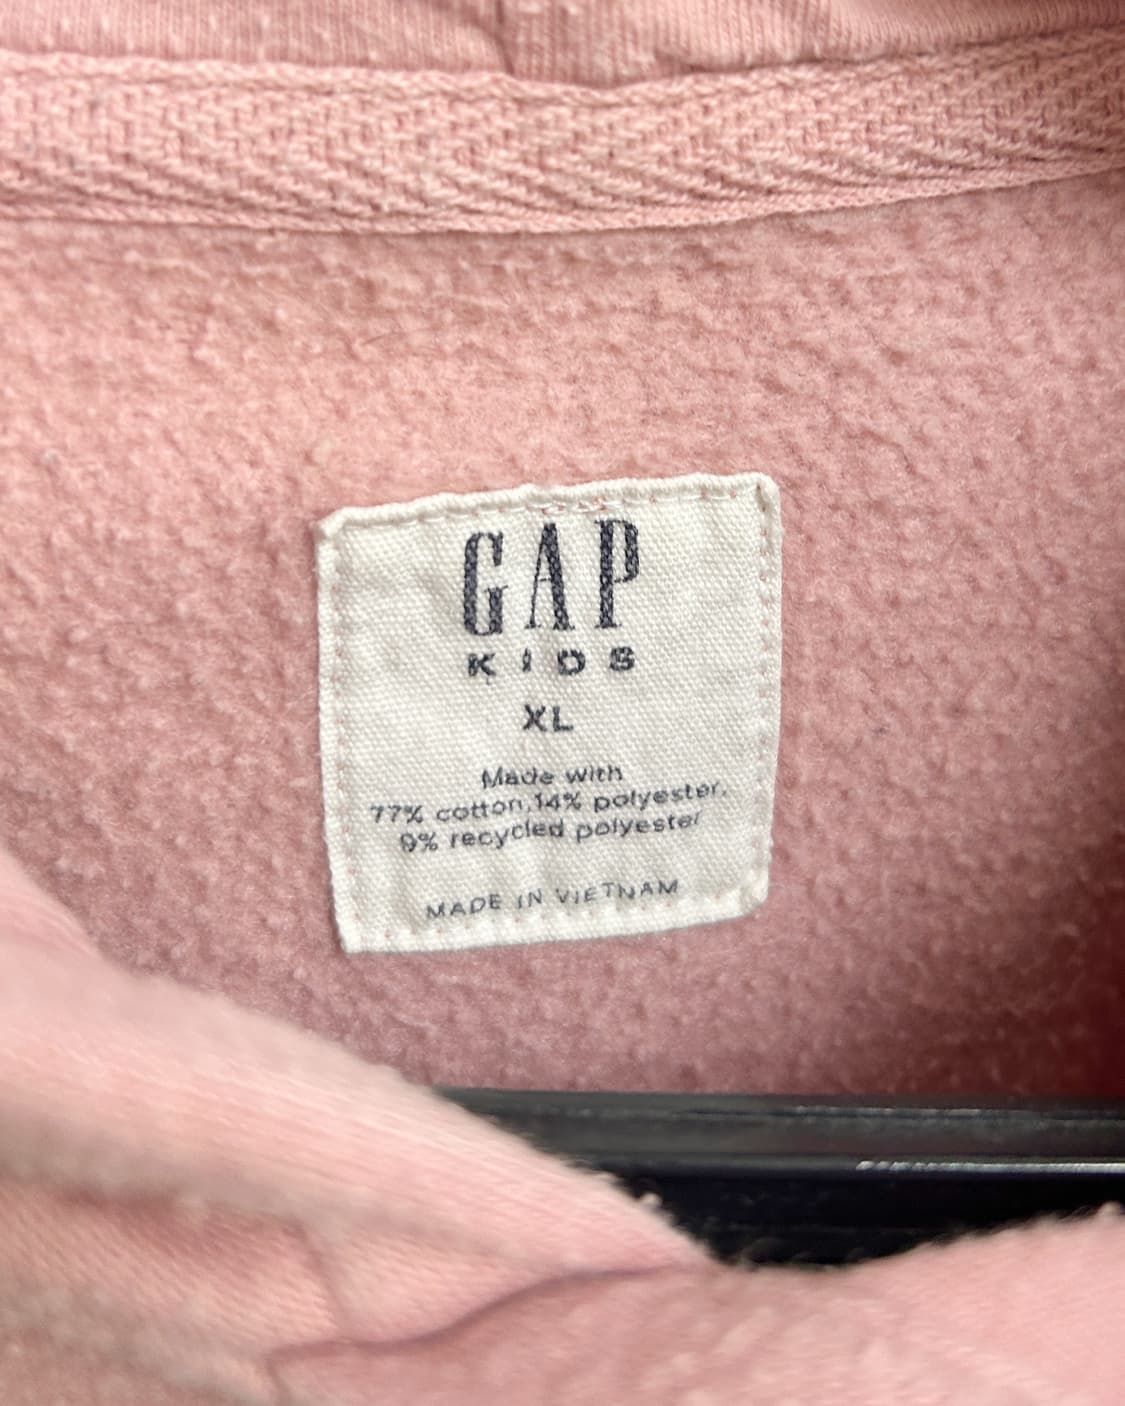 GAP
KIDS
XL
Made with
77% cotton, 14% polyester,
9% recycled polyester
MADE IN VIETNAM